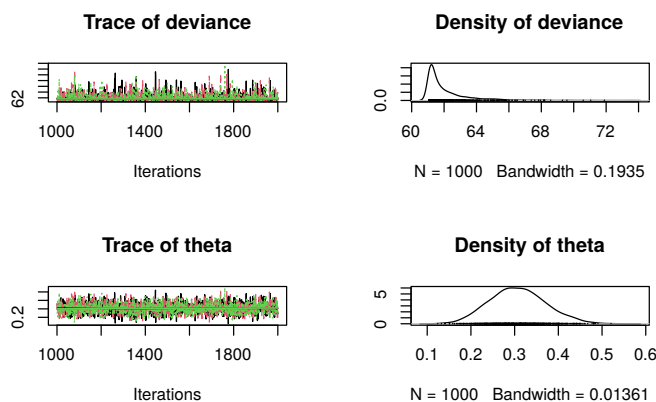 Trace of deviance
62
1000 1400 1800
Iterations
Density of deviance
0.0
60 64 68 72
N = 1000 Bandwidth = 0.1935
Trace of theta
0.2
1000 1400 1800
Iterations
Density of theta
0 5
0.1 0.2 0.3 0.4 0.5 0.6
N = 1000 Bandwidth = 0.01361